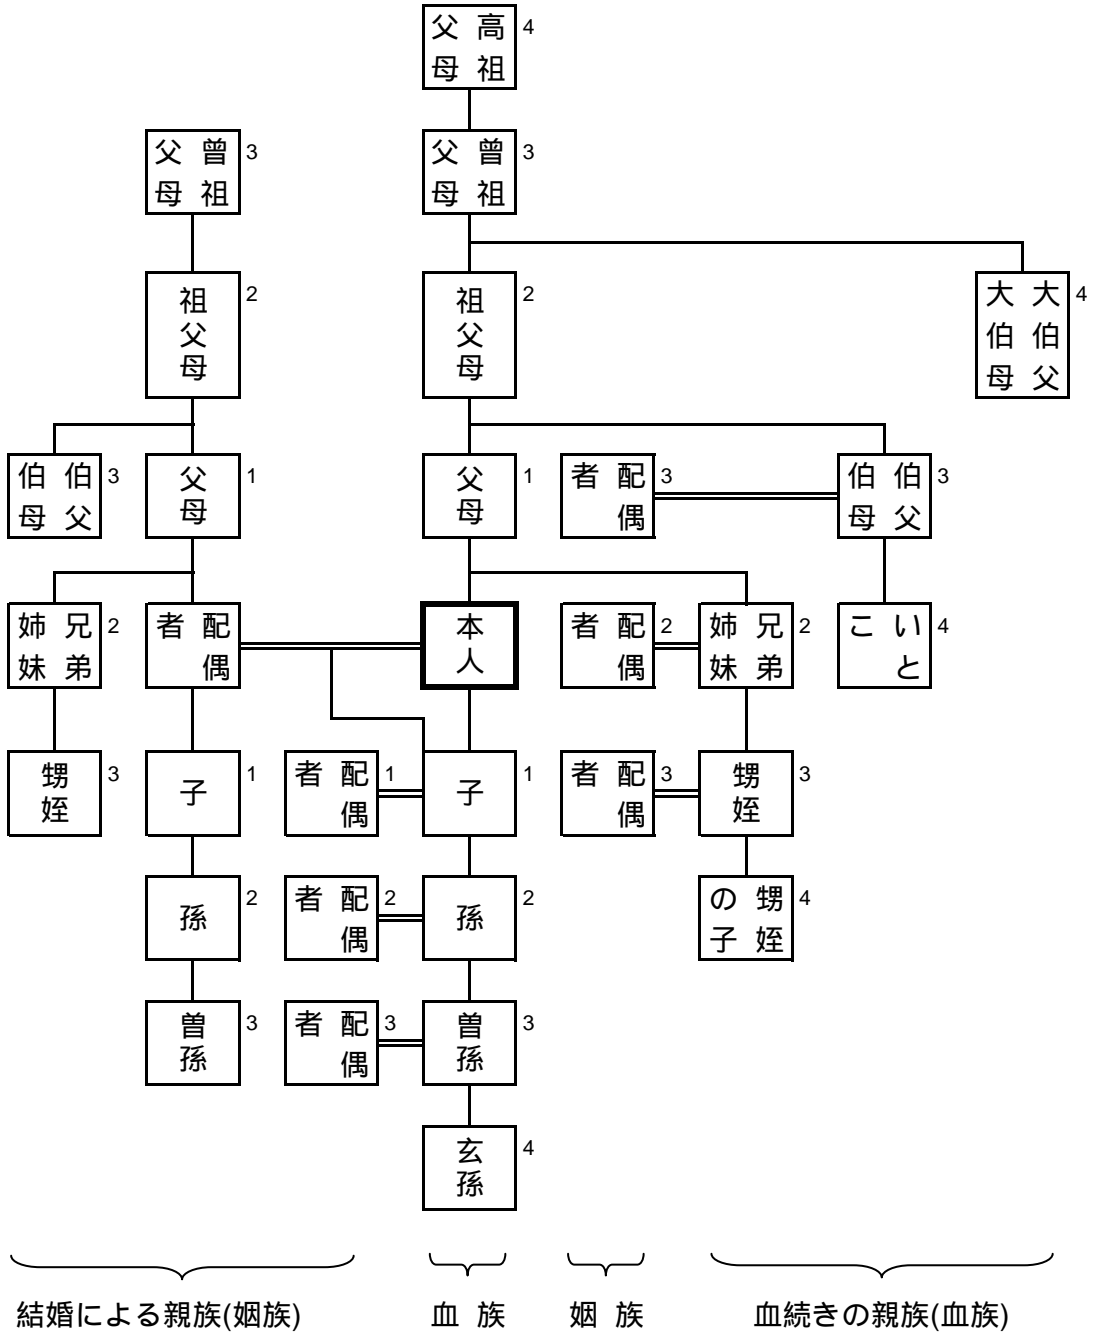 高祖父母 4
曽祖父母 3
曽祖父母 3
祖父母 2
祖父母 2
大伯父大伯母 4
伯父伯母 3
父母 1
父母 1
配偶者 3
伯父伯母 3
兄弟姉妹 2
配偶者
本人
配偶者 2
兄弟姉妹 2
いとこ 4
甥姪 3
子 1
配偶者 1
子 1
配偶者 3
甥姪 3
孫 2
配偶者 2
孫 2
甥姪の子 4
曽孫 3
配偶者 3
曽孫 3
玄孫 4
結婚による親族(姻族)
血族
姻族
血続きの親族(血族)